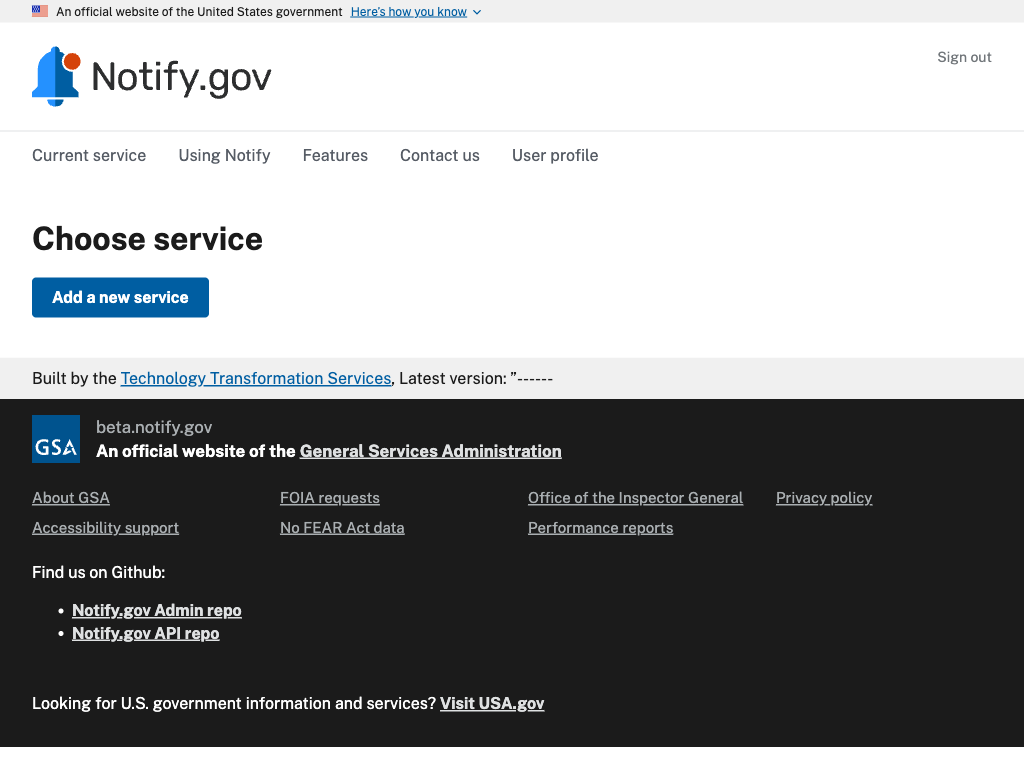 An official website of the United States government Here's how you know
Notify.gov
Sign out
Current service Using Notify Features Contact us User profile
Choose service
Add a new service
Built by the Technology Transformation Services, Latest version: ”------
GSA
beta.notify.gov
An official website of the General Services Administration
About GSA FOIA requests Office of the Inspector General Privacy policy
Accessibility support No FEAR Act data Performance reports
Find us on Github:
• Notify.gov Admin repo
• Notify.gov API repo
Looking for U.S. government information and services? Visit USA.gov